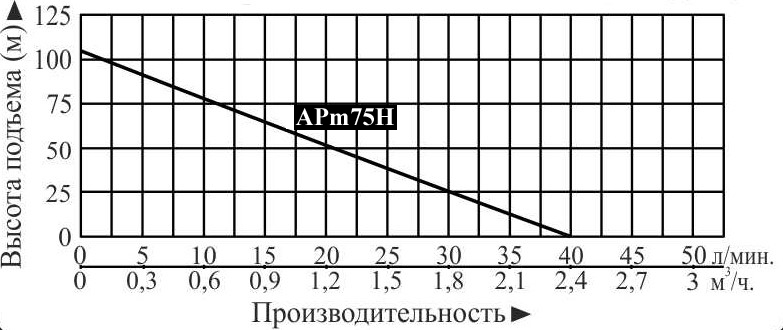 Высота подъема (м)
125
100
75
50
25
0
APm75H
0 5 10 15 20 25 30 35 40 45 50 л/мин.
0 0,3 0,6 0,9 1,2 1,5 1,8 2,1 2,4 2,7 3 м³/ч.
Производительность